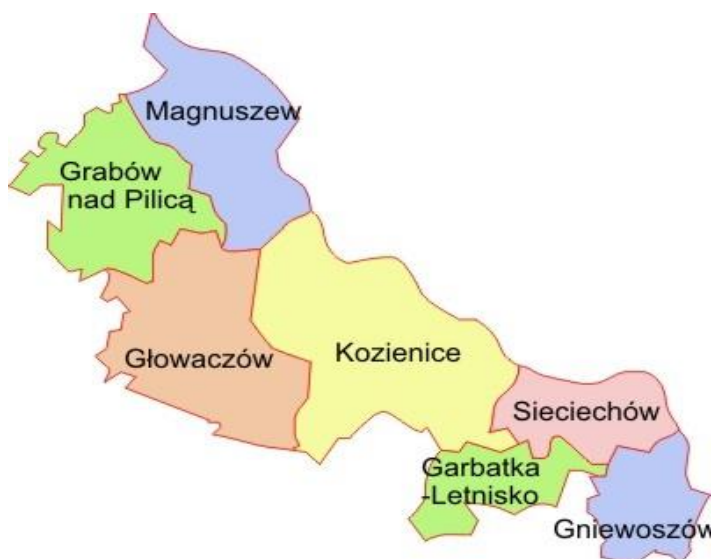 Magnuszew
Grabów
nad Pilicą
Głowaczów
Kozienice
Sieciechów
Garbatka
-Letnisko
Gniewoszów